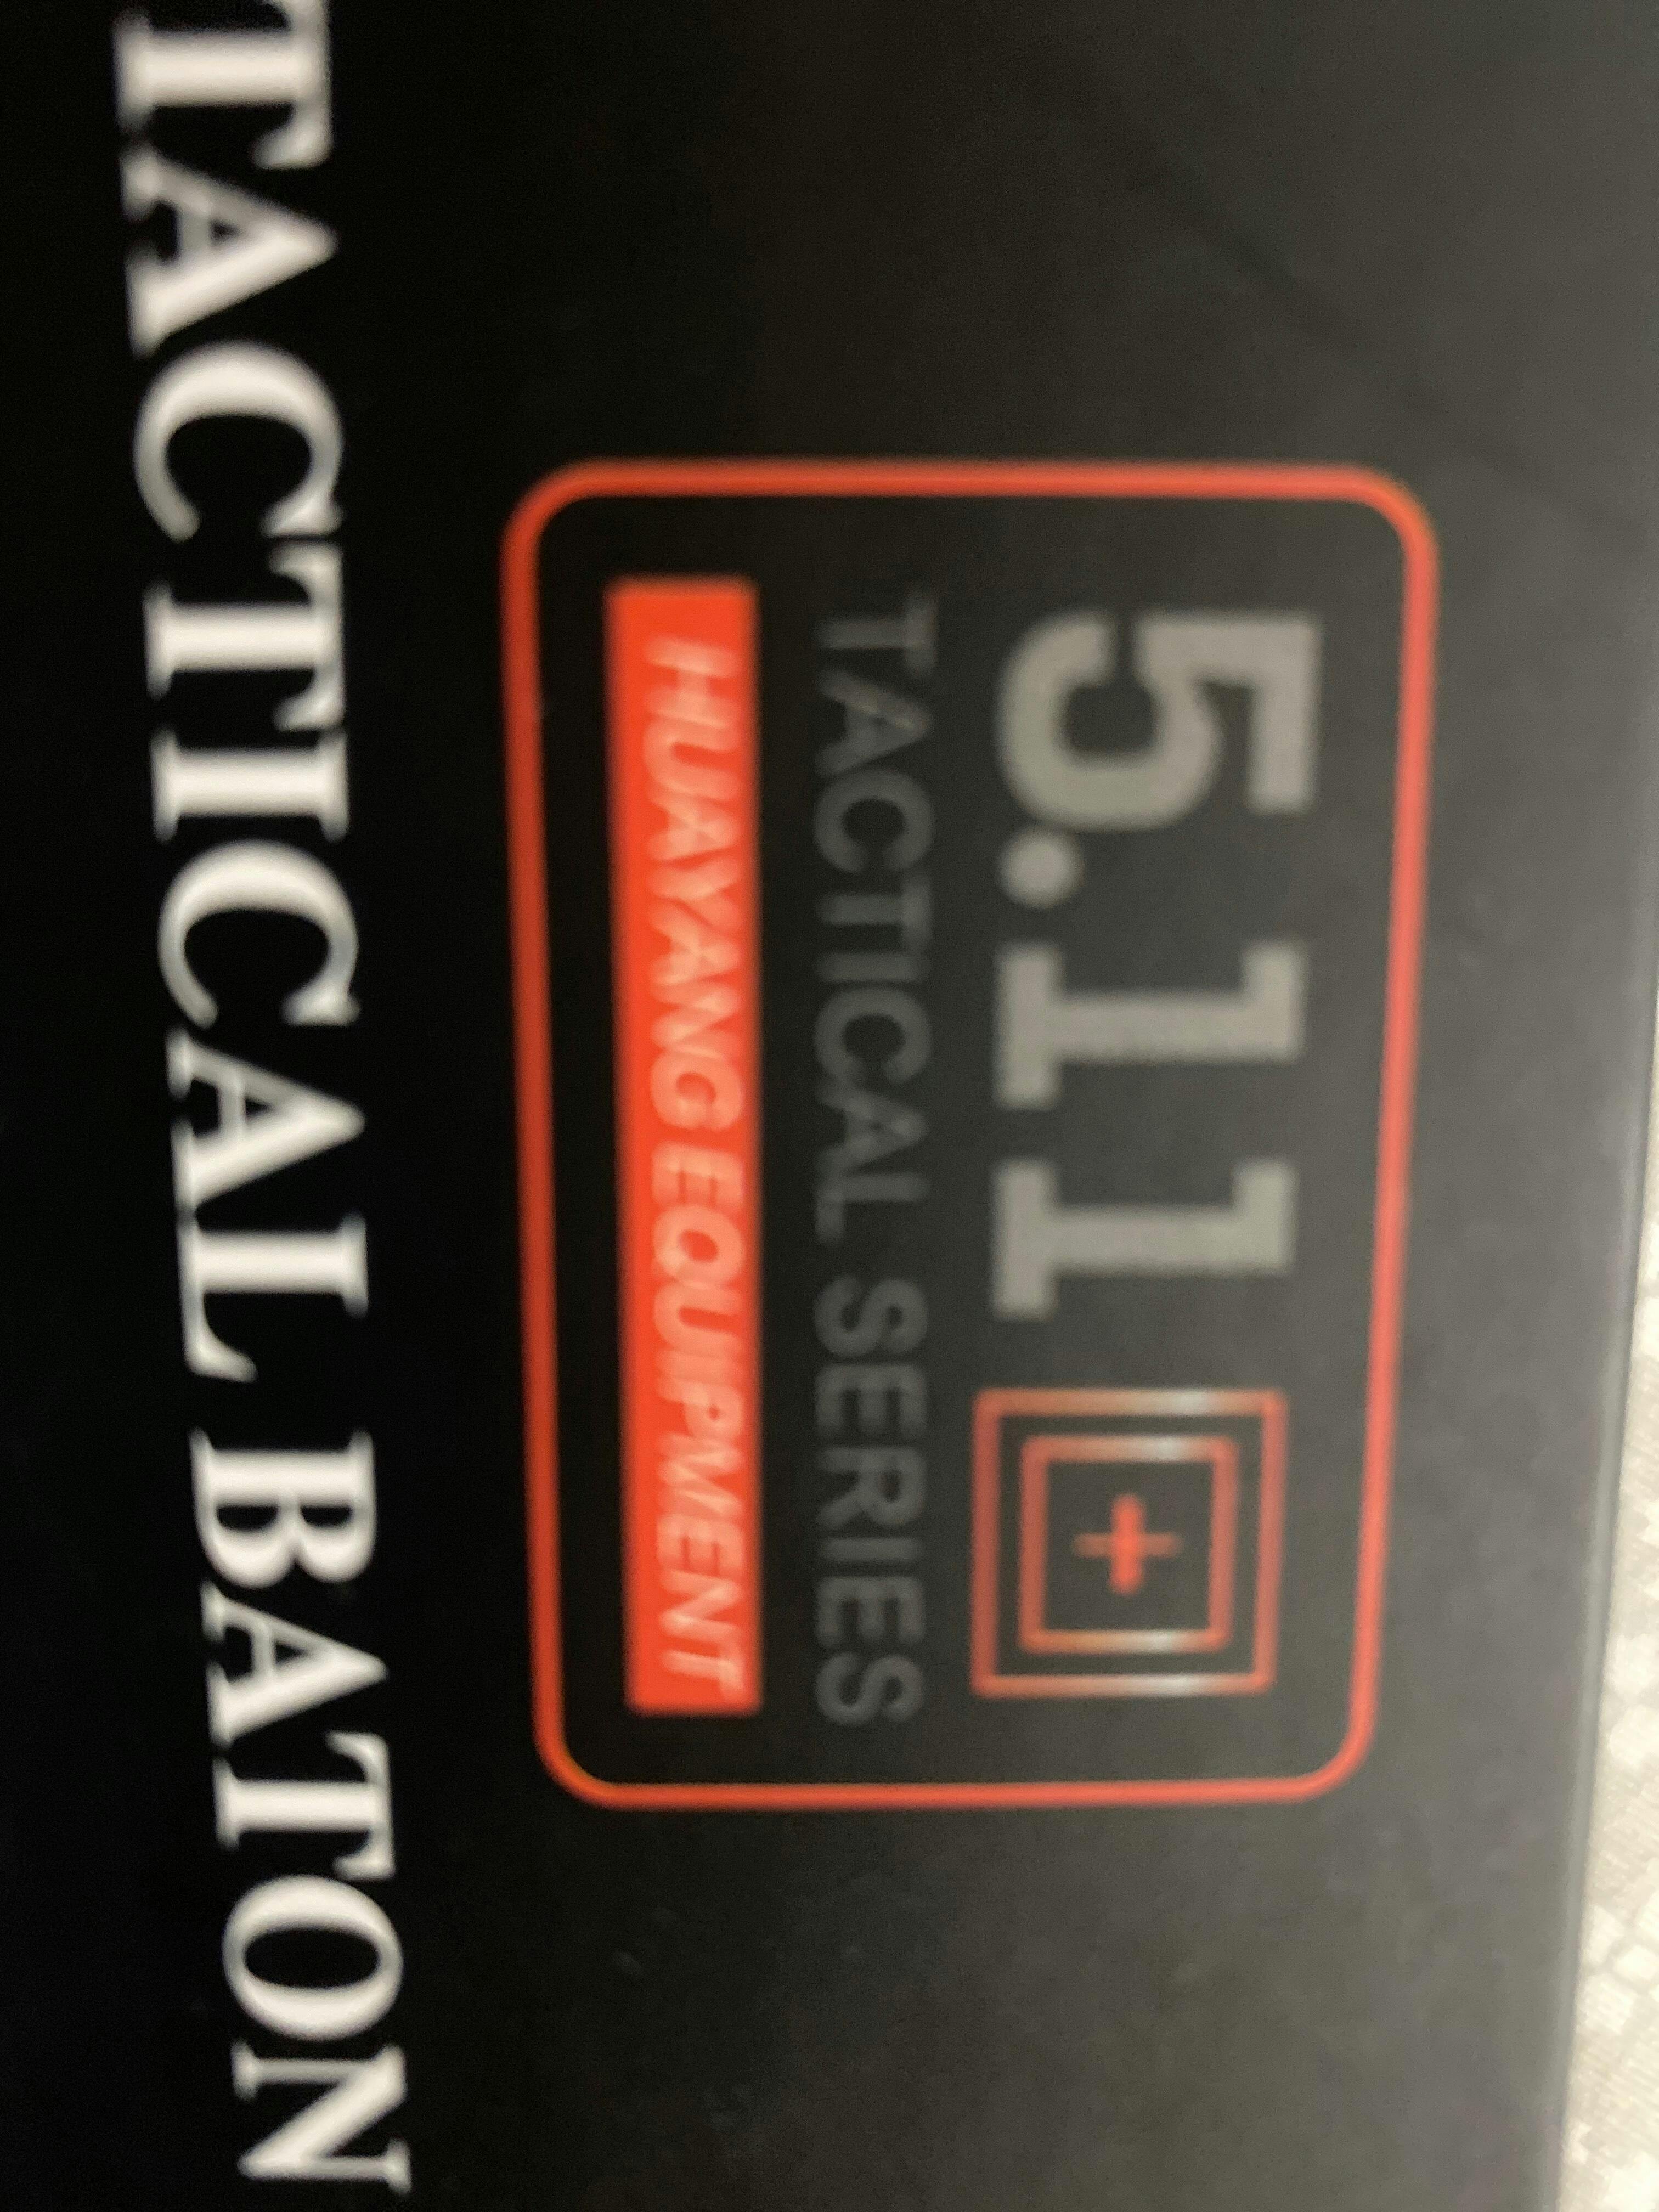 5.11
TACTICAL SERIES
HUAYANG EQUIPMENT
TACTICAL BATON